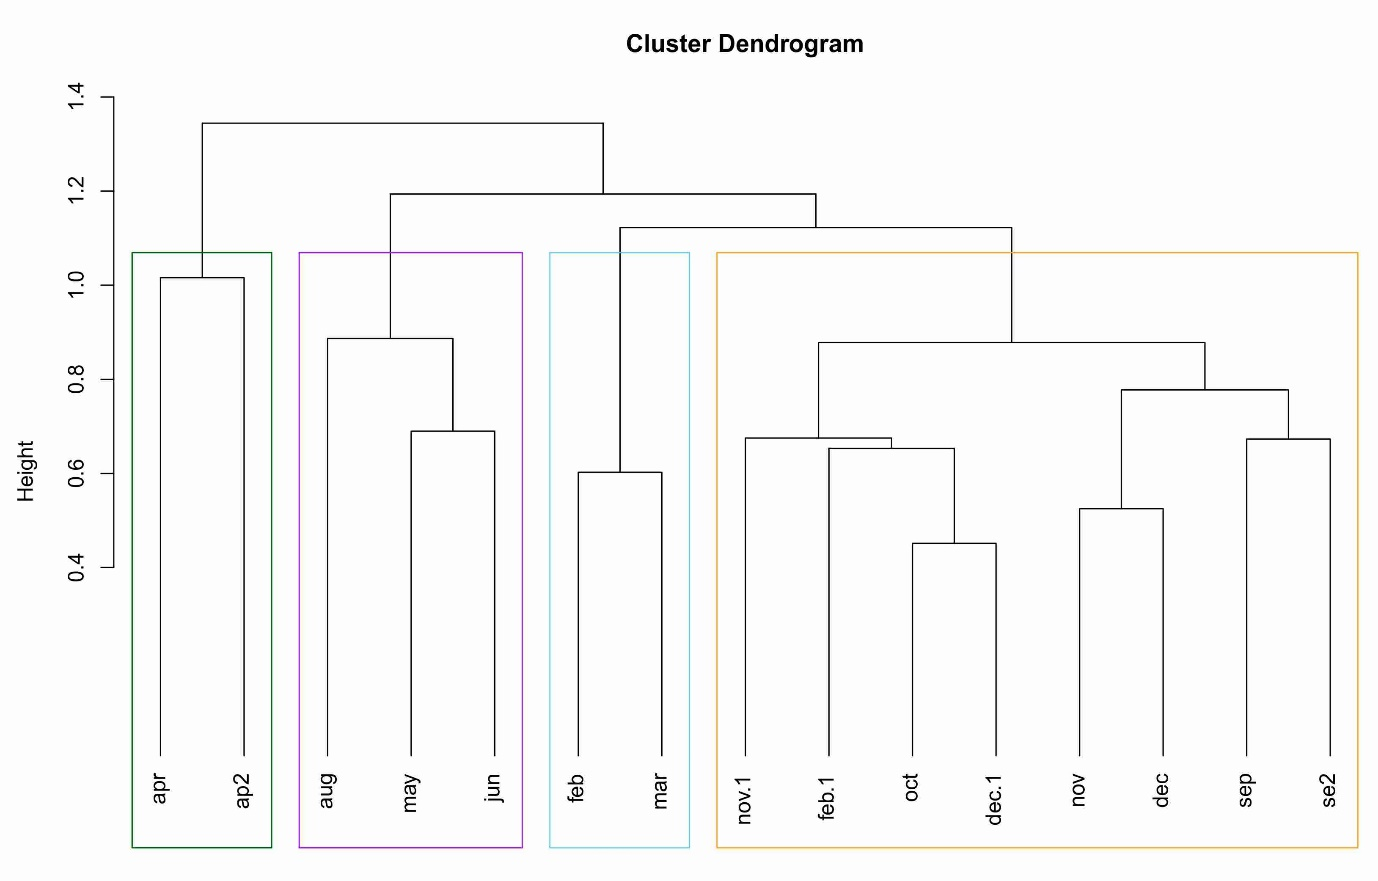 Cluster Dendrogram
1.4
1.2
1.0
0.8
0.6
0.4
Height
apr
ap2
aug
may
jun
feb
mar
nov.1
feb.1
oct
dec.1
nov
dec
sep
se2